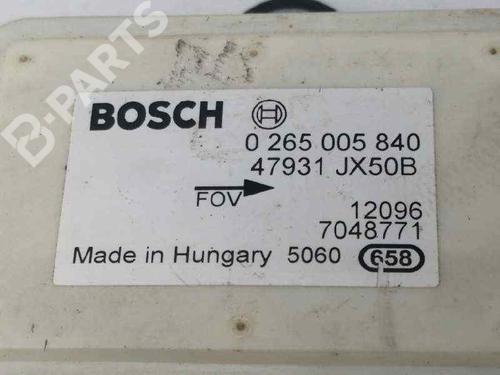 B-PARTS
BOSCH
0 265 005 840
47931 JX50B
FOV
12096
7048771
Made in Hungary 5060 658